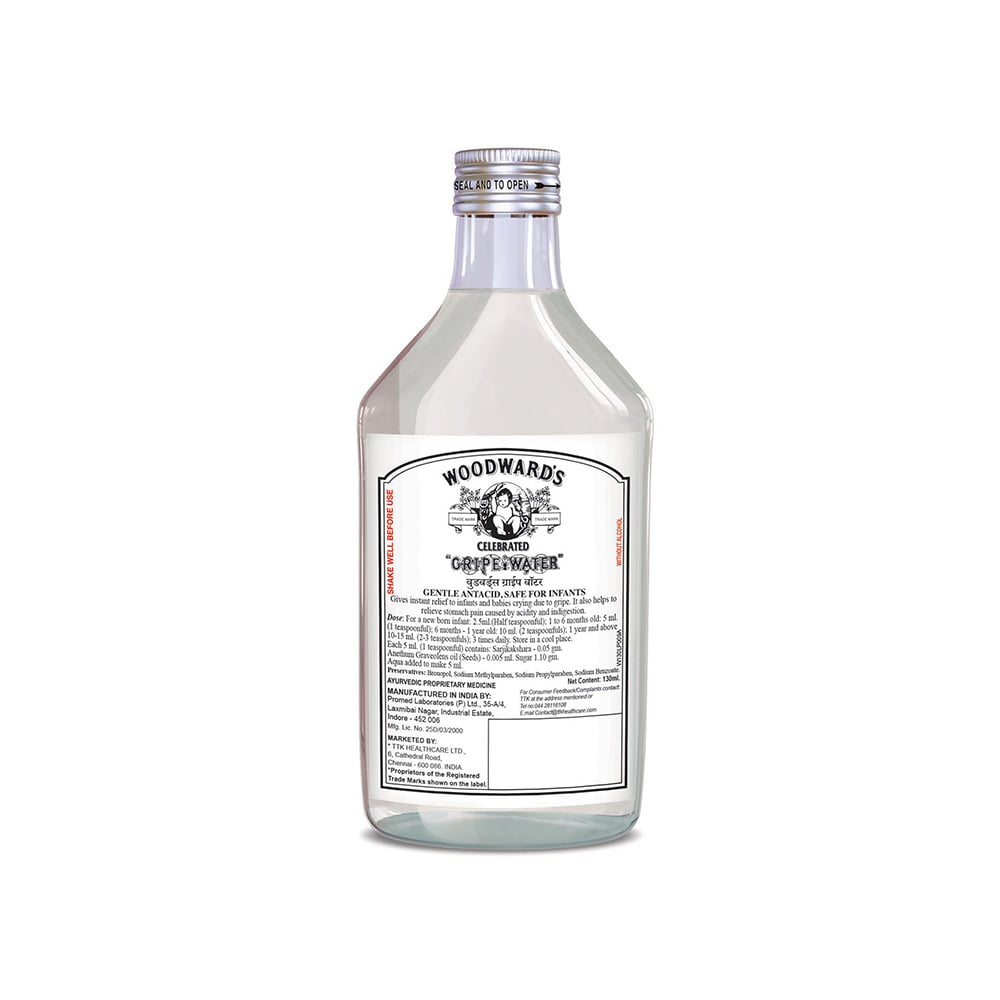 SEAL AND TO OPEN
WOODWARD'S
TRADE MARK TRADE MARK
CELEBRATED
"GRIPE WATER"
वुडवर्ड्स ग्राईप वॉटर
GENTLE ANTACID, SAFE FOR INFANTS
Gives instant relief to infants and babies crying due to gripe. It also helps to
relieve stomach pain caused by acidity and indigestion.
Dose: For a new born infant: 2.5ml (Half teaspoonful); 1 to 6 months old: 5 ml
(1 teaspoonful); 6 months - 1 year old: 10 ml. (2 teaspoonfuls); 1 year and above
10-15 ml. (2-3 teaspoonfuls); 3 times daily. Store in a cool place.
Each 5 ml. (1 teaspoonful) contains: Sarjikakshara - 0.05 gm.
Anethum Graveolens oil (Seeds) - 0.005 ml. Sugar 1.10 gm.
Aqua added to make 5 ml.
Preservatives: Bronopol, Sodium Methylparaben, Sodium Propylparaben, Sodium Benzoate
Net Content: 130ml.
AYURVEDIC PROPRIETARY MEDICINE
MANUFACTURED IN INDIA BY:
Promed Laboratories (P) Ltd., 35-A/4,
Laxmibai Nagar, Industrial Estate,
Indore - 452 006
Mfg. Lic. No. 25D/03/2000
For Consumer Feedback/Complaints contact
TTK at the address mentioned or
Tel no:044 28116108
E.mail Contact@ttkhealthcare.com
MARKETED BY:
* TTK HEALTHCARE LTD.,
6, Cathedral Road,
Chennai - 600 086. INDIA.
*Proprietors of the Registered
Trade Marks shown on the label.
SHAKE WELL BEFORE USE
WITHOUT ALCOHOL